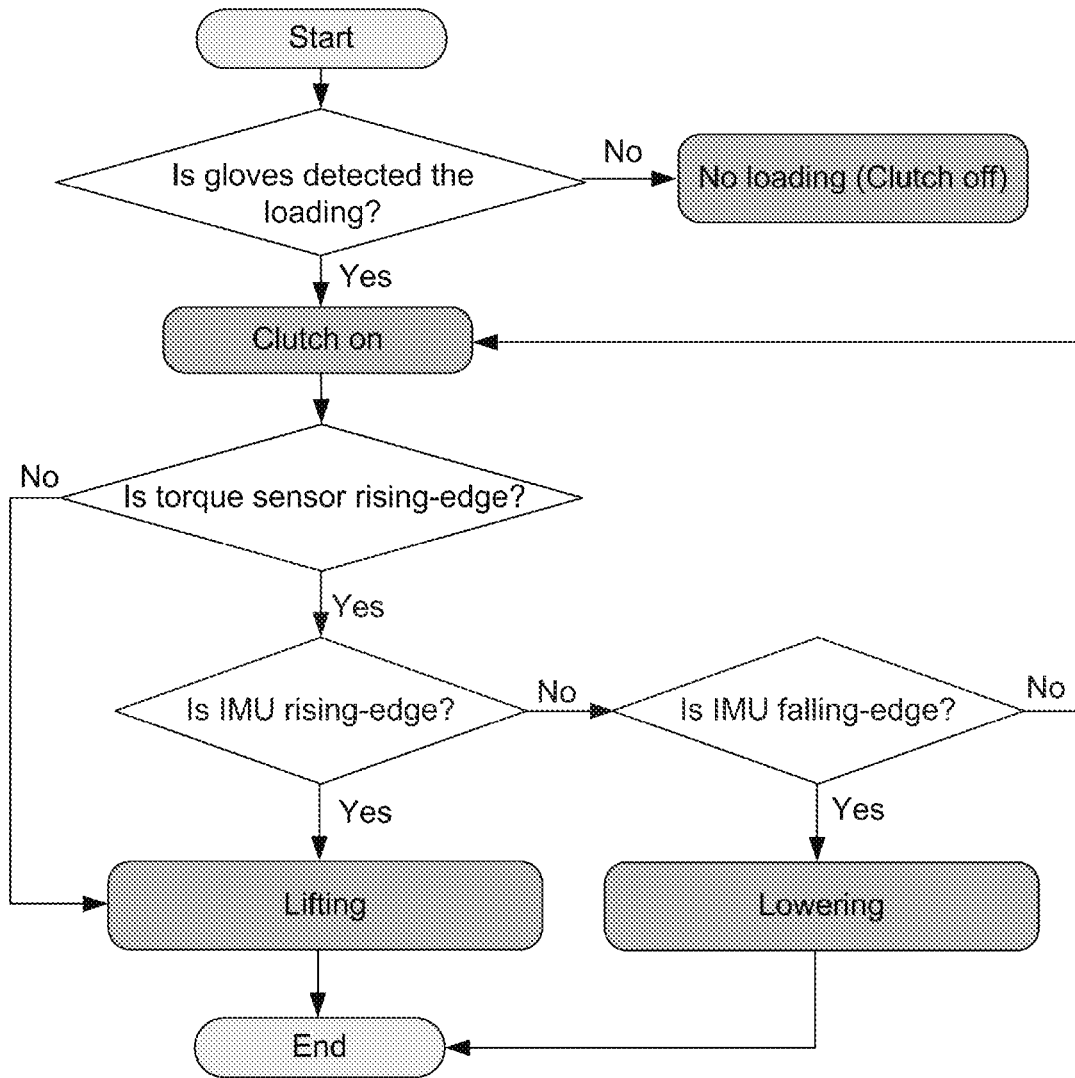 Start
Is gloves detected the
loading?
No
No loading (Clutch off)
Yes
Clutch on
No
Is torque sensor rising-edge?
Yes
Is IMU rising-edge?
No
Is IMU falling-edge?
No
Yes
Yes
Lifting
Lowering
End